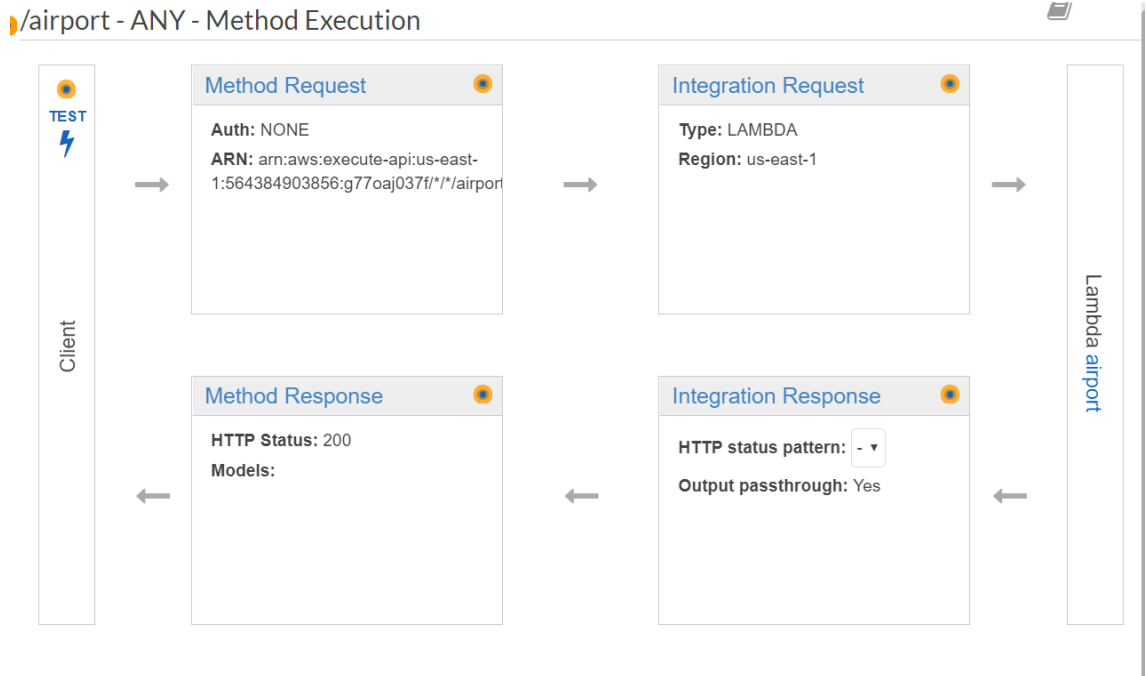 /airport - ANY - Method Execution
TEST
Client
Method Request
Auth: NONE
ARN: arn:aws:execute-api:us-east-
1:564384903856:g77oaj037f/*/*/airport
Integration Request
Type: LAMBDA
Region: us-east-1
Lambda airport
Method Response
HTTP Status: 200
Models:
Integration Response
HTTP status pattern: -
Output passthrough: Yes